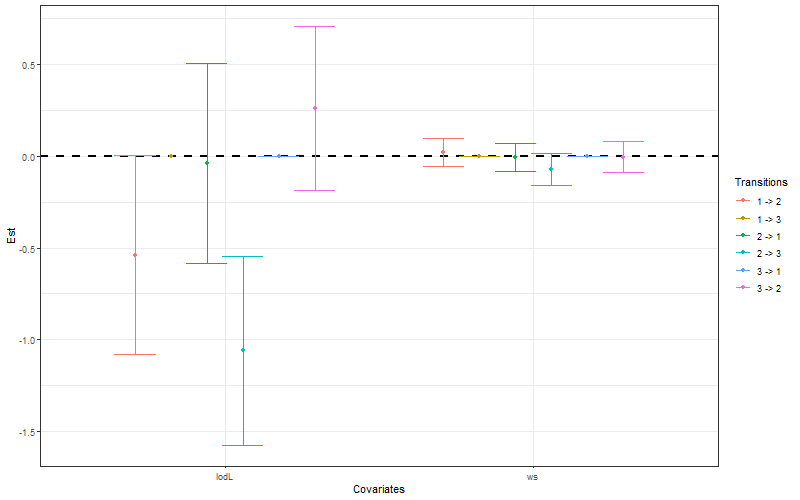 0.5
0.0
-0.5
-1.0
-1.5
Est
lodL
ws
Covariates
Transitions
1 -> 2
1 -> 3
2 -> 1
2 -> 3
3 -> 1
3 -> 2